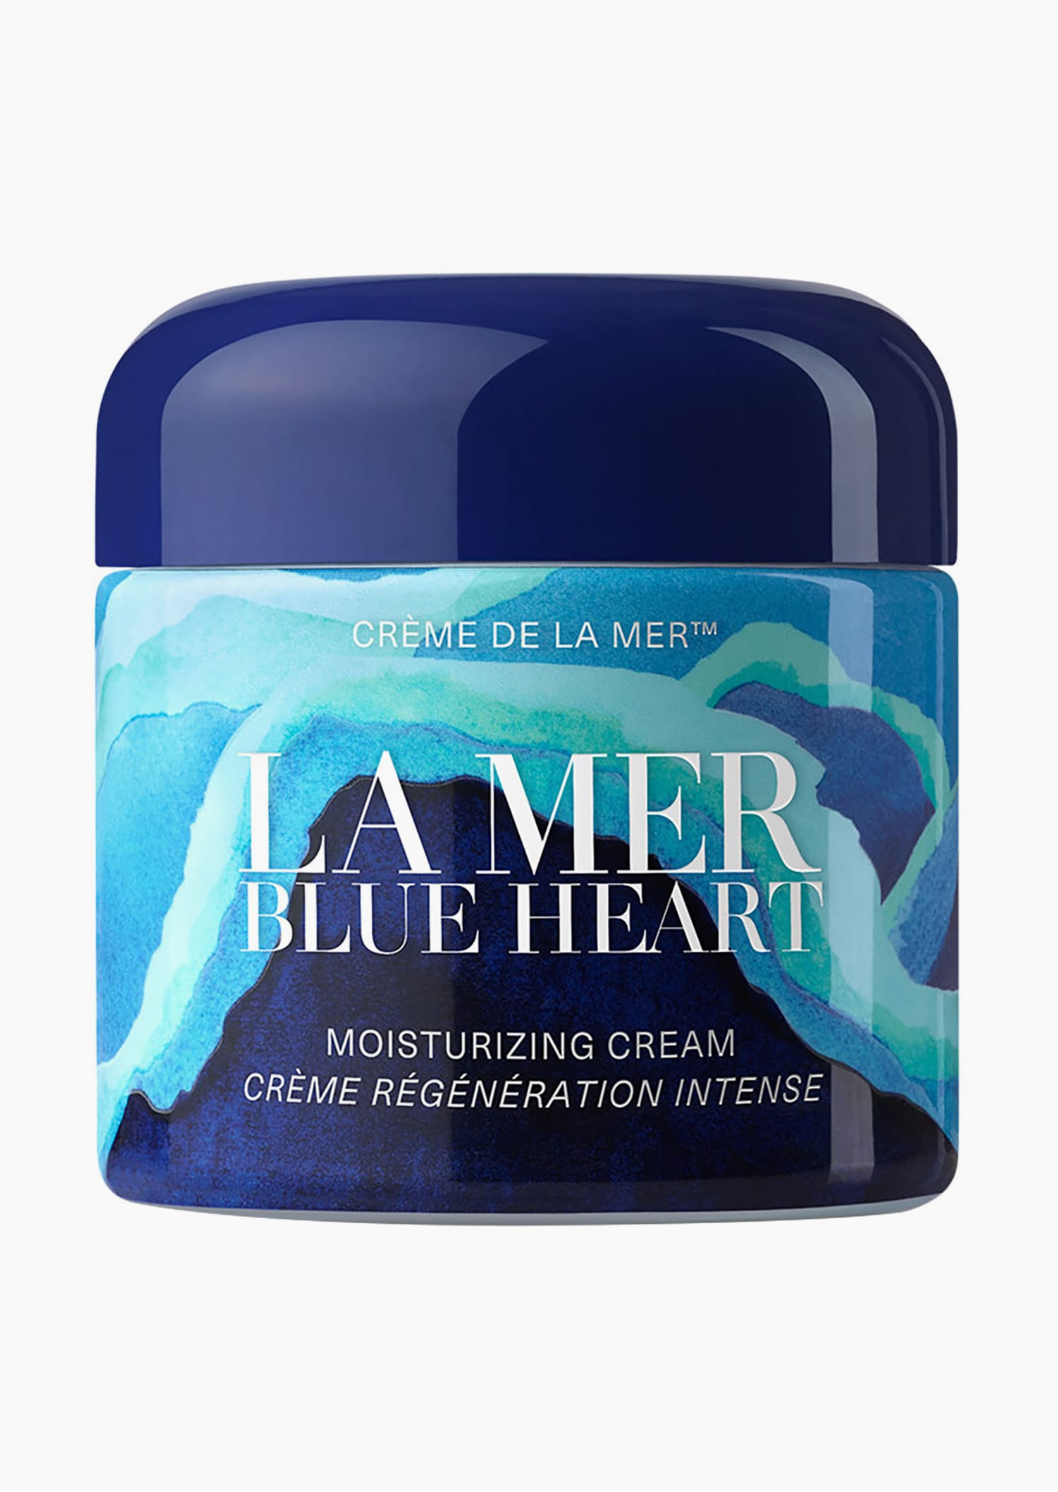 CRÈME DE LA MER™
LA MER
BLUE HEART
MOISTURIZING CREAM
CRÈME RÉGÉNÉRATION INTENSE